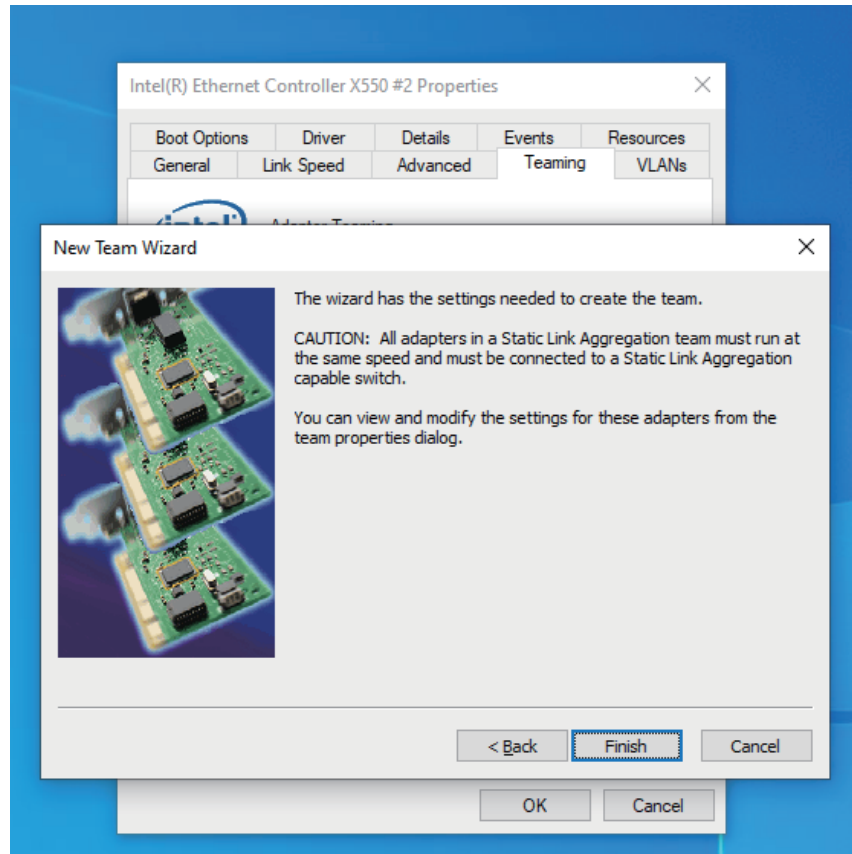 Intel(R) Ethernet Controller X550 #2 Properties
Boot Options Driver Details Events Resources
General Link Speed Advanced Teaming VLANs
intel Adapter Teaming
New Team Wizard
The wizard has the settings needed to create the team.
CAUTION: All adapters in a Static Link Aggregation team must run at
the same speed and must be connected to a Static Link Aggregation
capable switch.
You can view and modify the settings for these adapters from the
team properties dialog.
< Back Finish Cancel
OK Cancel